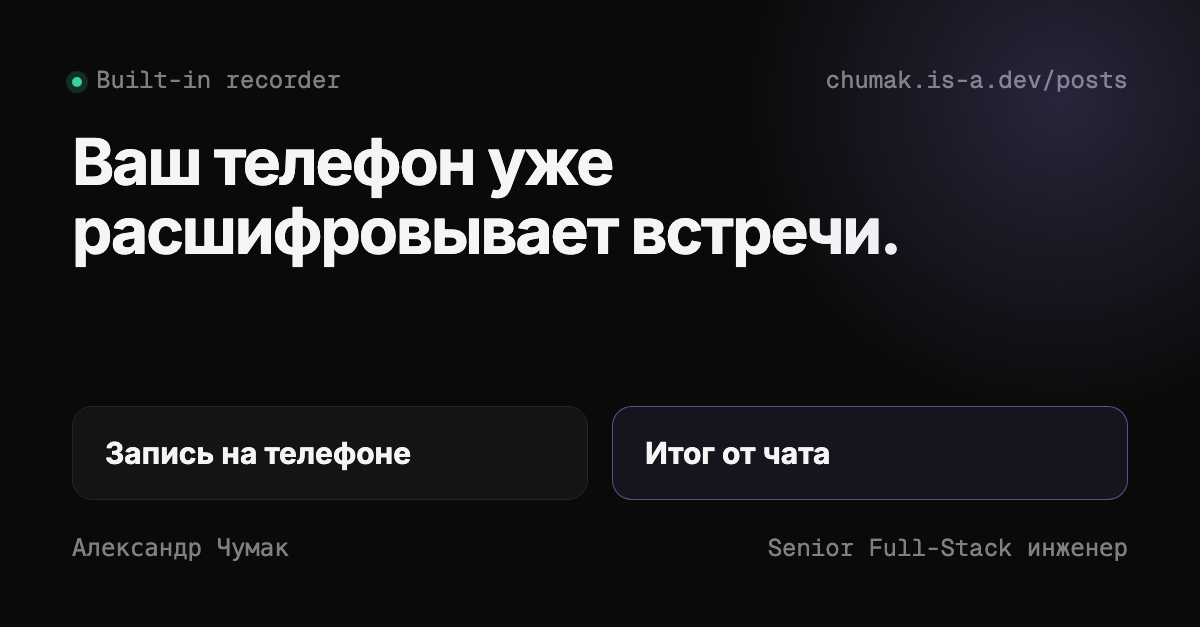 Built-in recorder
chumak.is-a.dev/posts
Ваш телефон уже
расшифровывает встречи.
Запись на телефоне
Итог от чата
Александр Чумак
Senior Full-Stack инженер